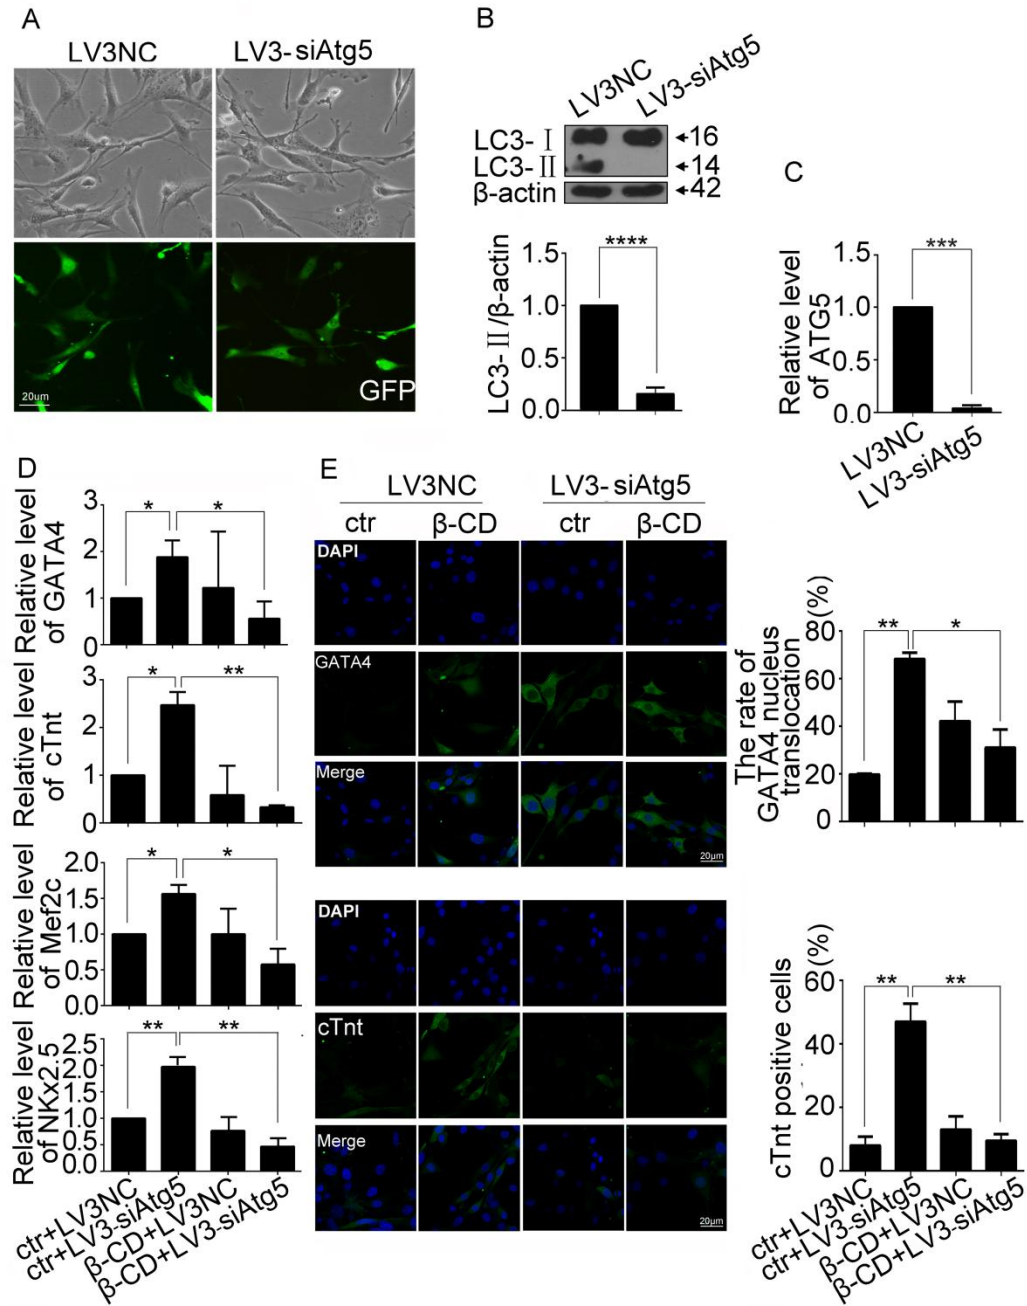 A
LV3NC
LV3-siAtg5
20um
GFP
B
LV3NC
LV3-siAtg5
LC3-Ⅰ
16
LC3-Ⅱ
14
β-actin
42
LC3-Ⅱ/β-actin
1.5
1.0
0.5
0.0
****
C
Relative level
of ATG5
1.5
1.0
1.5
0.0
***
LV3NC
LV3-siAtg5
D
Relative level
of GATA4
3
2
1
0
*
*
Relative level
of cTnt
3
2
1
0
*
**
Relative level
of Mef2c
2.0
1.5
1.0
0.5
0.0
*
*
Relative level
of NKx2.5
2.5
2.0
1.5
1.0
0.5
0.0
**
**
ctr+LV3NC
ctr+LV3-siAtg5
β-CD+LV3NC
β-CD+LV3-siAtg5
E
LV3NC
LV3-siAtg5
ctr
β-CD
ctr
β-CD
DAPI
GATA4
Merge
20μm
DAPI
cTnt
Merge
20μm
The rate of
GATA4 nucleus
translocation
(%)
80
60
40
20
0
**
*
cTnt positive cells
(%)
60
40
20
0
**
**
ctr+LV3NC
ctr+LV3-siAtg5
β-CD+LV3NC
β-CD+LV3-siAtg5